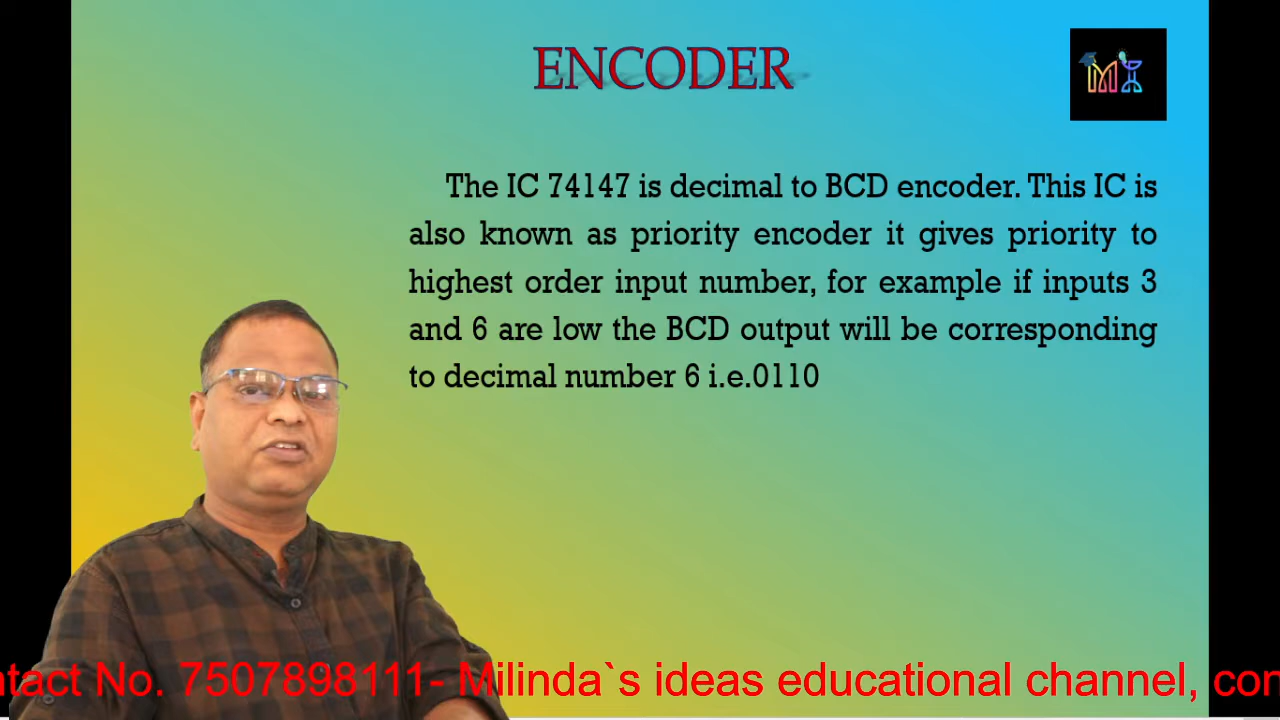 ENCODER
MI
The IC 74147 is decimal to BCD encoder. This IC is
also known as priority encoder it gives priority to
highest order input number, for example if inputs 3
and 6 are low the BCD output will be corresponding
to decimal number 6 i.e.0110
ntact No. 7507898111- Milinda`s ideas educational channel, con